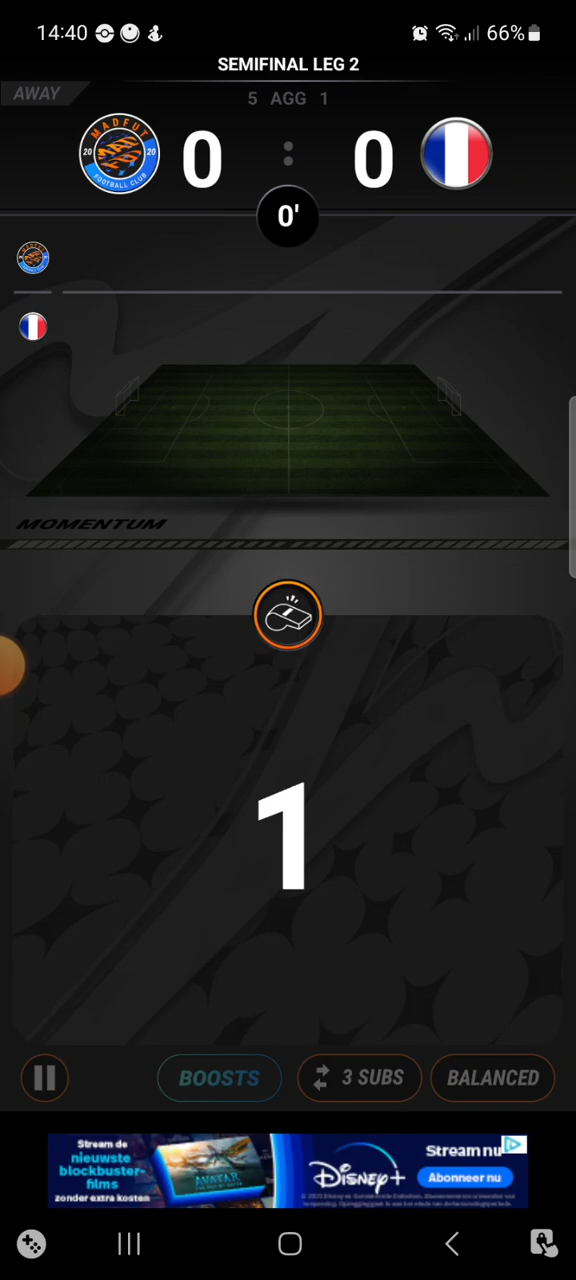 14:40
66%
SEMIFINAL LEG 2
AWAY
5 AGG 1
MADFUT
20 20
FOOTBALL CLUB
0 : 0
0'
MOMENTUM
1
BOOSTS
3 SUBS
BALANCED
Stream de
nieuwste
blockbuster-
films
zonder extra kosten
AVATAR
Disney+
Stream nu
Abonneer nu